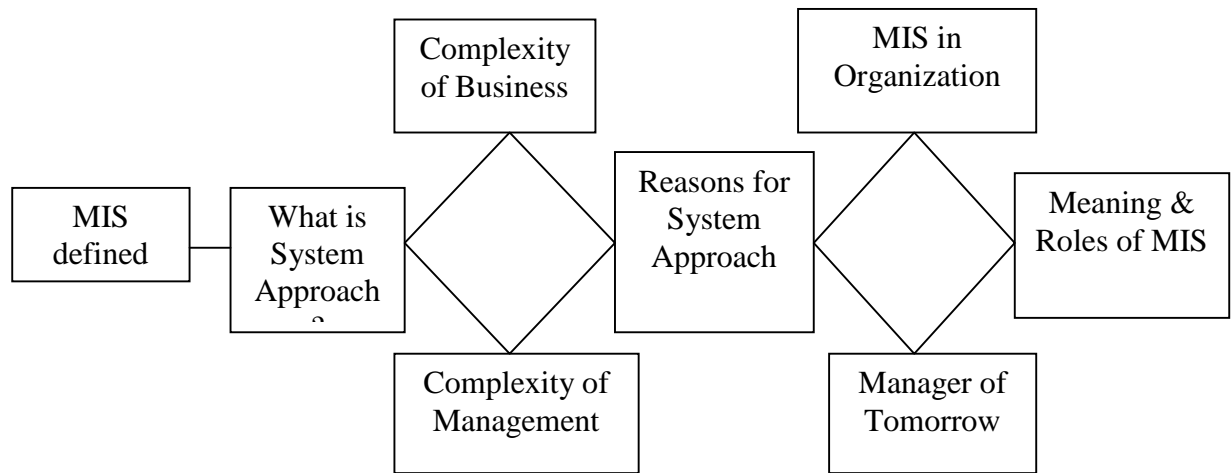 MIS
defined
What is
System
Approach
Complexity
of Business
Complexity of
Management
Reasons for
System
Approach
MIS in
Organization
Manager of
Tomorrow
Meaning &
Roles of MIS